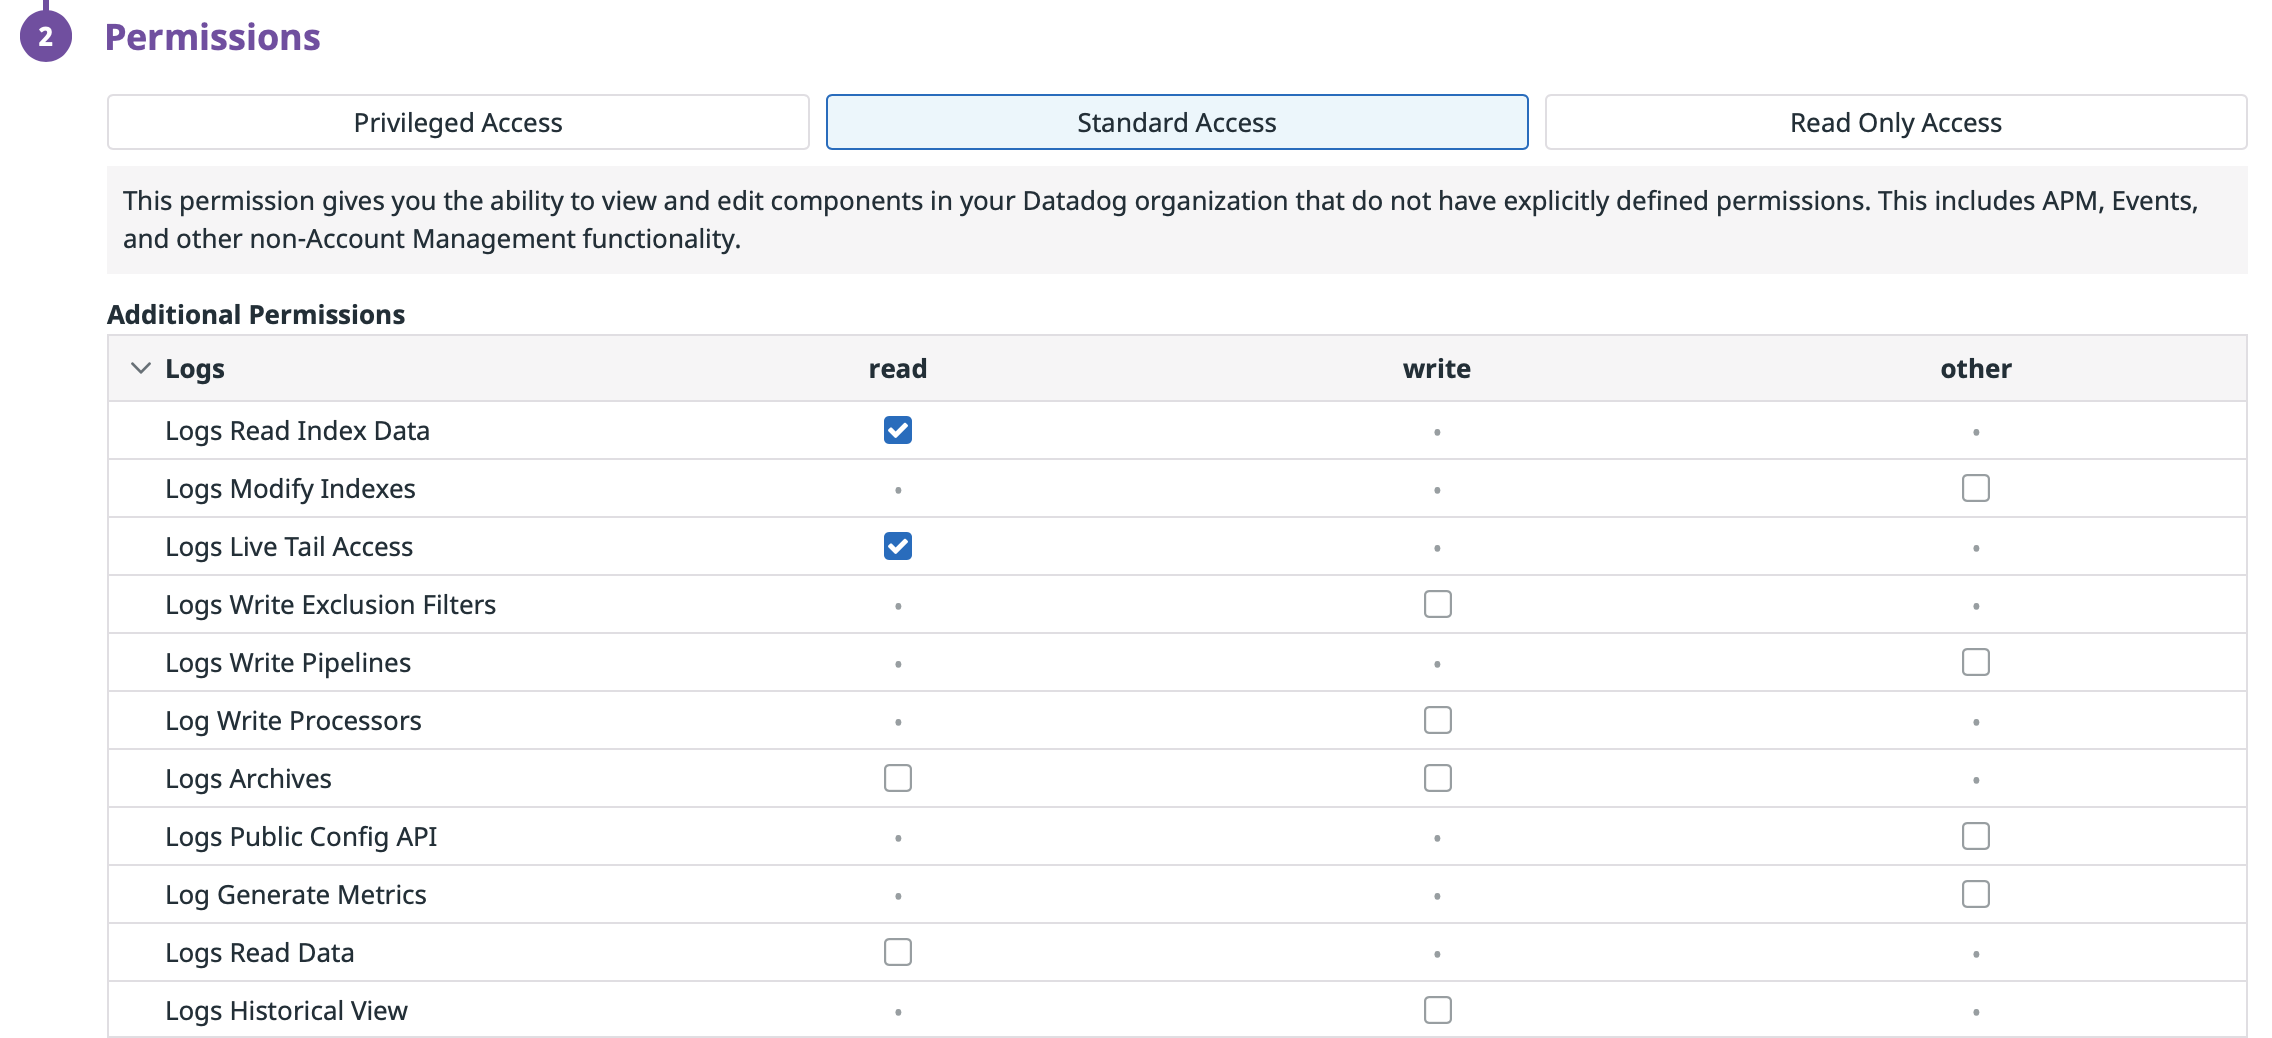 2 Permissions
Privileged Access Standard Access Read Only Access
This permission gives you the ability to view and edit components in your Datadog organization that do not have explicitly defined permissions. This includes APM, Events,
and other non-Account Management functionality.
Additional Permissions
Logs read write other
Logs Read Index Data
Logs Modify Indexes
Logs Live Tail Access
Logs Write Exclusion Filters
Logs Write Pipelines
Log Write Processors
Logs Archives
Logs Public Config API
Log Generate Metrics
Logs Read Data
Logs Historical View